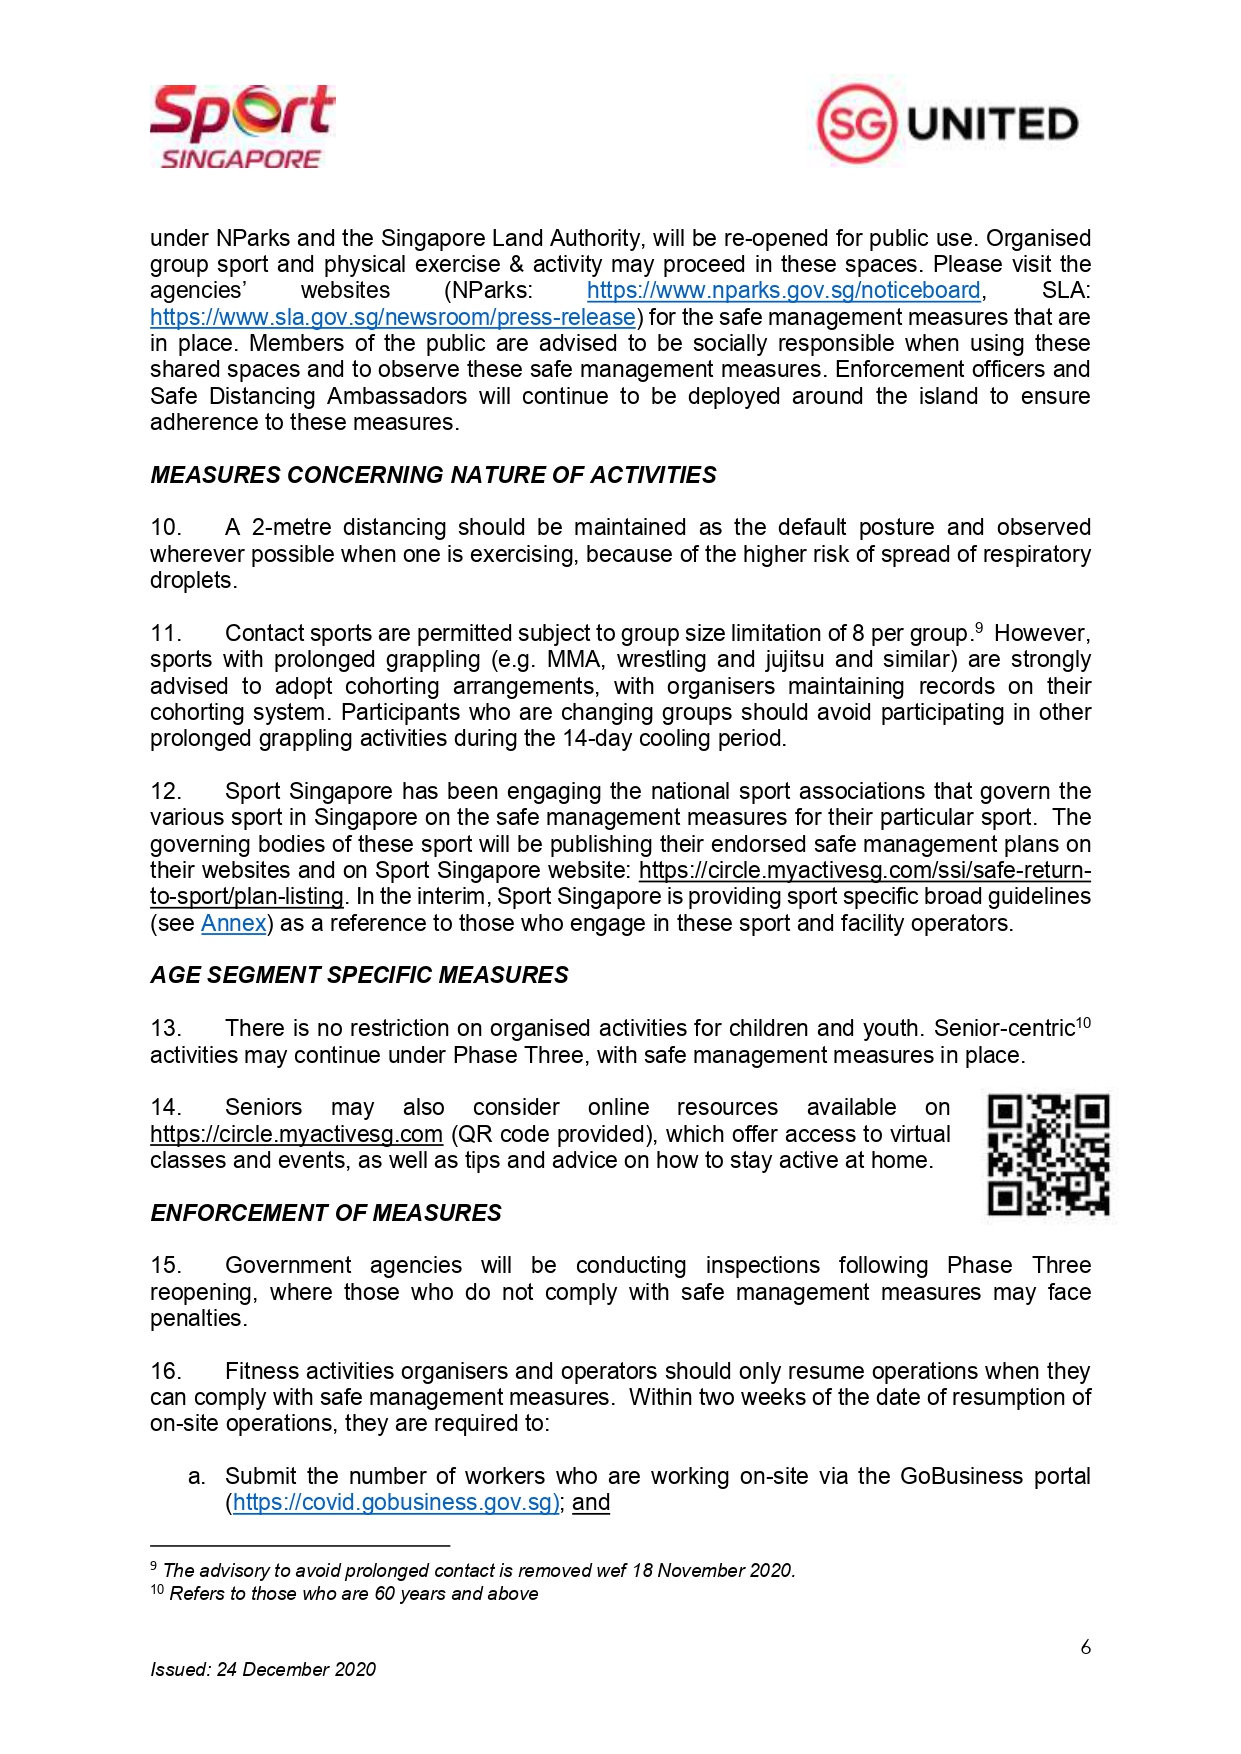 Sport
SINGAPORE
SG UNITED
under NParks and the Singapore Land Authority, will be re-opened for public use. Organised
group sport and physical exercise & activity may proceed in these spaces. Please visit the
agencies’ websites (NParks: https://www.nparks.gov.sg/noticeboard, SLA:
https://www.sla.gov.sg/newsroom/press-release) for the safe management measures that are
in place. Members of the public are advised to be socially responsible when using these
shared spaces and to observe these safe management measures. Enforcement officers and
Safe Distancing Ambassadors will continue to be deployed around the island to ensure
adherence to these measures.
MEASURES CONCERNING NATURE OF ACTIVITIES
10. A 2-metre distancing should be maintained as the default posture and observed
wherever possible when one is exercising, because of the higher risk of spread of respiratory
droplets.
11. Contact sports are permitted subject to group size limitation of 8 per group.9 However,
sports with prolonged grappling (e.g. MMA, wrestling and jujitsu and similar) are strongly
advised to adopt cohorting arrangements, with organisers maintaining records on their
cohorting system. Participants who are changing groups should avoid participating in other
prolonged grappling activities during the 14-day cooling period.
12. Sport Singapore has been engaging the national sport associations that govern the
various sport in Singapore on the safe management measures for their particular sport. The
governing bodies of these sport will be publishing their endorsed safe management plans on
their websites and on Sport Singapore website: https://circle.myactivesg.com/ssi/safe-return-
to-sport/plan-listing. In the interim, Sport Singapore is providing sport specific broad guidelines
(see Annex) as a reference to those who engage in these sport and facility operators.
AGE SEGMENT SPECIFIC MEASURES
13. There is no restriction on organised activities for children and youth. Senior-centric10
activities may continue under Phase Three, with safe management measures in place.
14. Seniors may also consider online resources available on
https://circle.myactivesg.com (QR code provided), which offer access to virtual
classes and events, as well as tips and advice on how to stay active at home.
ENFORCEMENT OF MEASURES
15. Government agencies will be conducting inspections following Phase Three
reopening, where those who do not comply with safe management measures may face
penalties.
16. Fitness activities organisers and operators should only resume operations when they
can comply with safe management measures. Within two weeks of the date of resumption of
on-site operations, they are required to:
a. Submit the number of workers who are working on-site via the GoBusiness portal
(https://covid.gobusiness.gov.sg); and
9 The advisory to avoid prolonged contact is removed wef 18 November 2020.
10 Refers to those who are 60 years and above
6
Issued: 24 December 2020